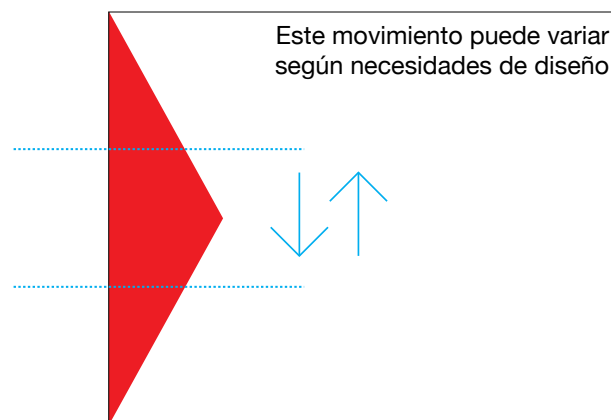 Este movimiento puede variar
según necesidades de diseño